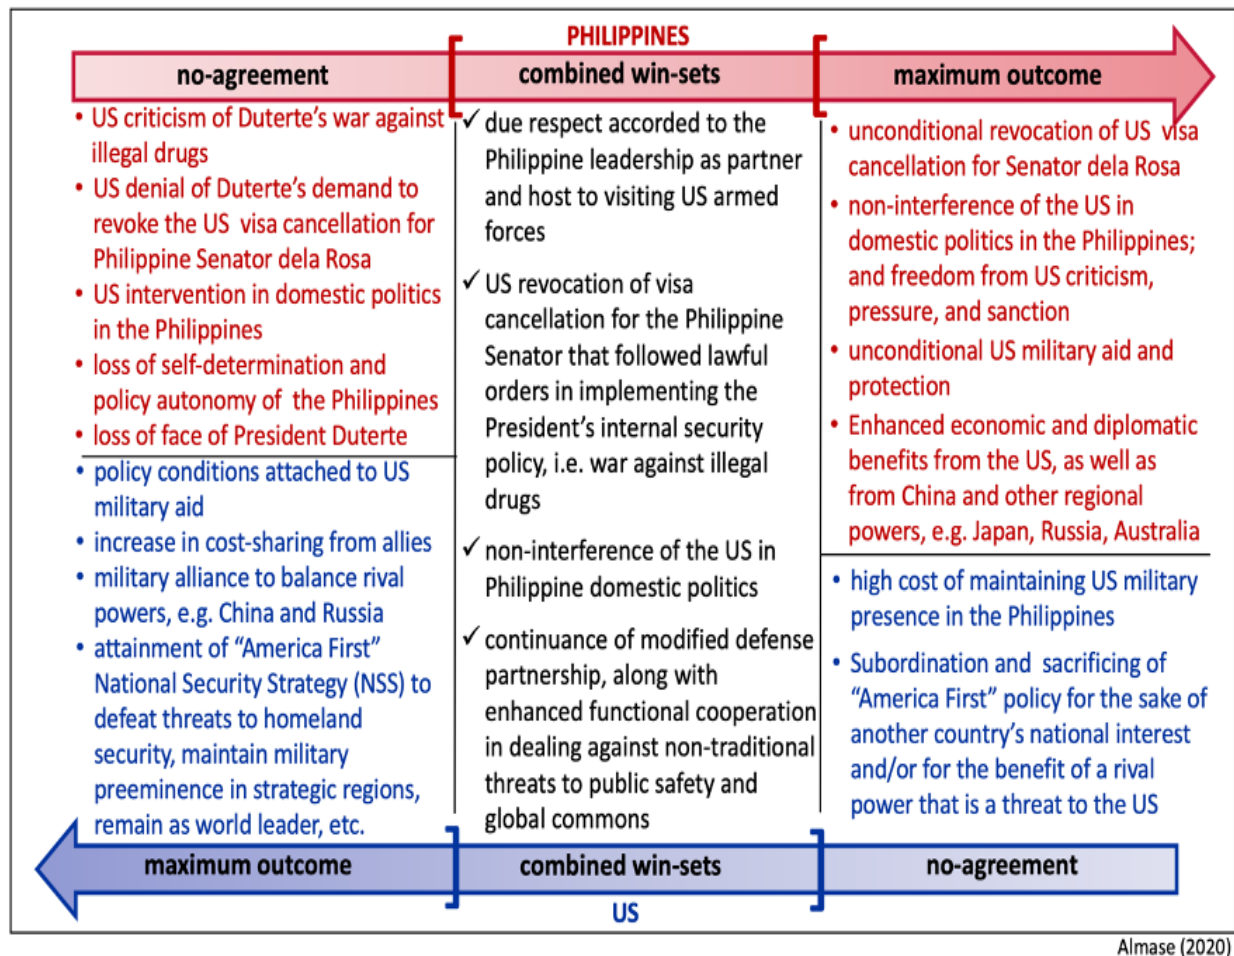 PHILIPPINES
no-agreement
combined win-sets
maximum outcome
• US criticism of Duterte's war against
illegal drugs
• US denial of Duterte's demand to
revoke the US visa cancellation for
Philippine Senator dela Rosa
• US intervention in domestic politics
in the Philippines
• loss of self-determination and
policy autonomy of the Philippines
• loss of face of President Duterte
• policy conditions attached to US
military aid
• increase in cost-sharing from allies
• military alliance to balance rival
powers, e.g. China and Russia
• attainment of “America First”
National Security Strategy (NSS) to
defeat threats to homeland
security, maintain military
preeminence in strategic regions,
remain as world leader, etc.
✓ due respect accorded to the
Philippine leadership as partner
and host to visiting US armed
forces
✓ US revocation of visa
cancellation for the Philippine
Senator that followed lawful
orders in implementing the
President's internal security
policy, i.e. war against illegal
drugs
✓ non-interference of the US in
Philippine domestic politics
✓ continuance of modified defense
partnership, along with
enhanced functional cooperation
in dealing against non-traditional
threats to public safety and
global commons
• unconditional revocation of US visa
cancellation for Senator dela Rosa
• non-interference of the US in
domestic politics in the Philippines;
and freedom from US criticism,
pressure, and sanction
• unconditional US military aid and
protection
• Enhanced economic and diplomatic
benefits from the US, as well as
from China and other regional
powers, e.g. Japan, Russia, Australia
• high cost of maintaining US military
presence in the Philippines
• Subordination and sacrificing of
“America First” policy for the sake of
another country's national interest
and/or for the benefit of a rival
power that is a threat to the US
maximum outcome
combined win-sets
no-agreement
US
Almase (2020)